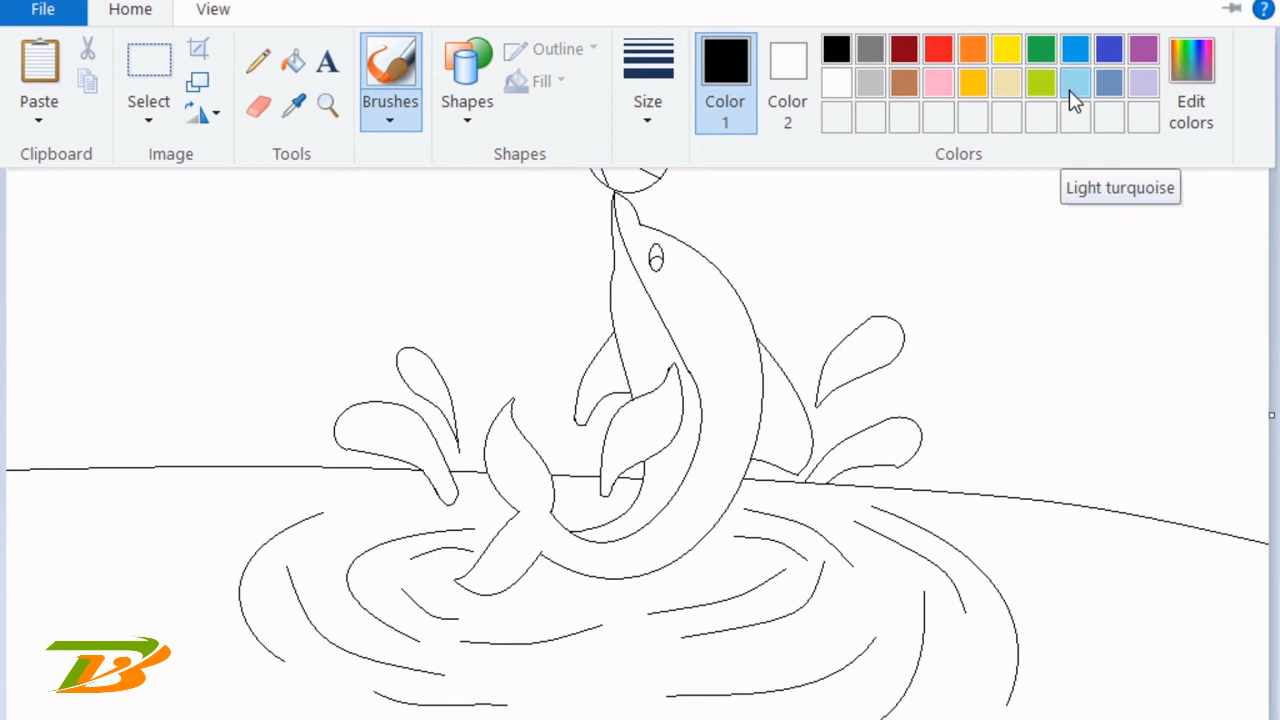 File Home View
?
Paste
Select
A
Brushes
Shapes
Outline
Fill
Size
Color 1
Color 2
Edit colors
Clipboard Image Tools Shapes Colors
Light turquoise
B